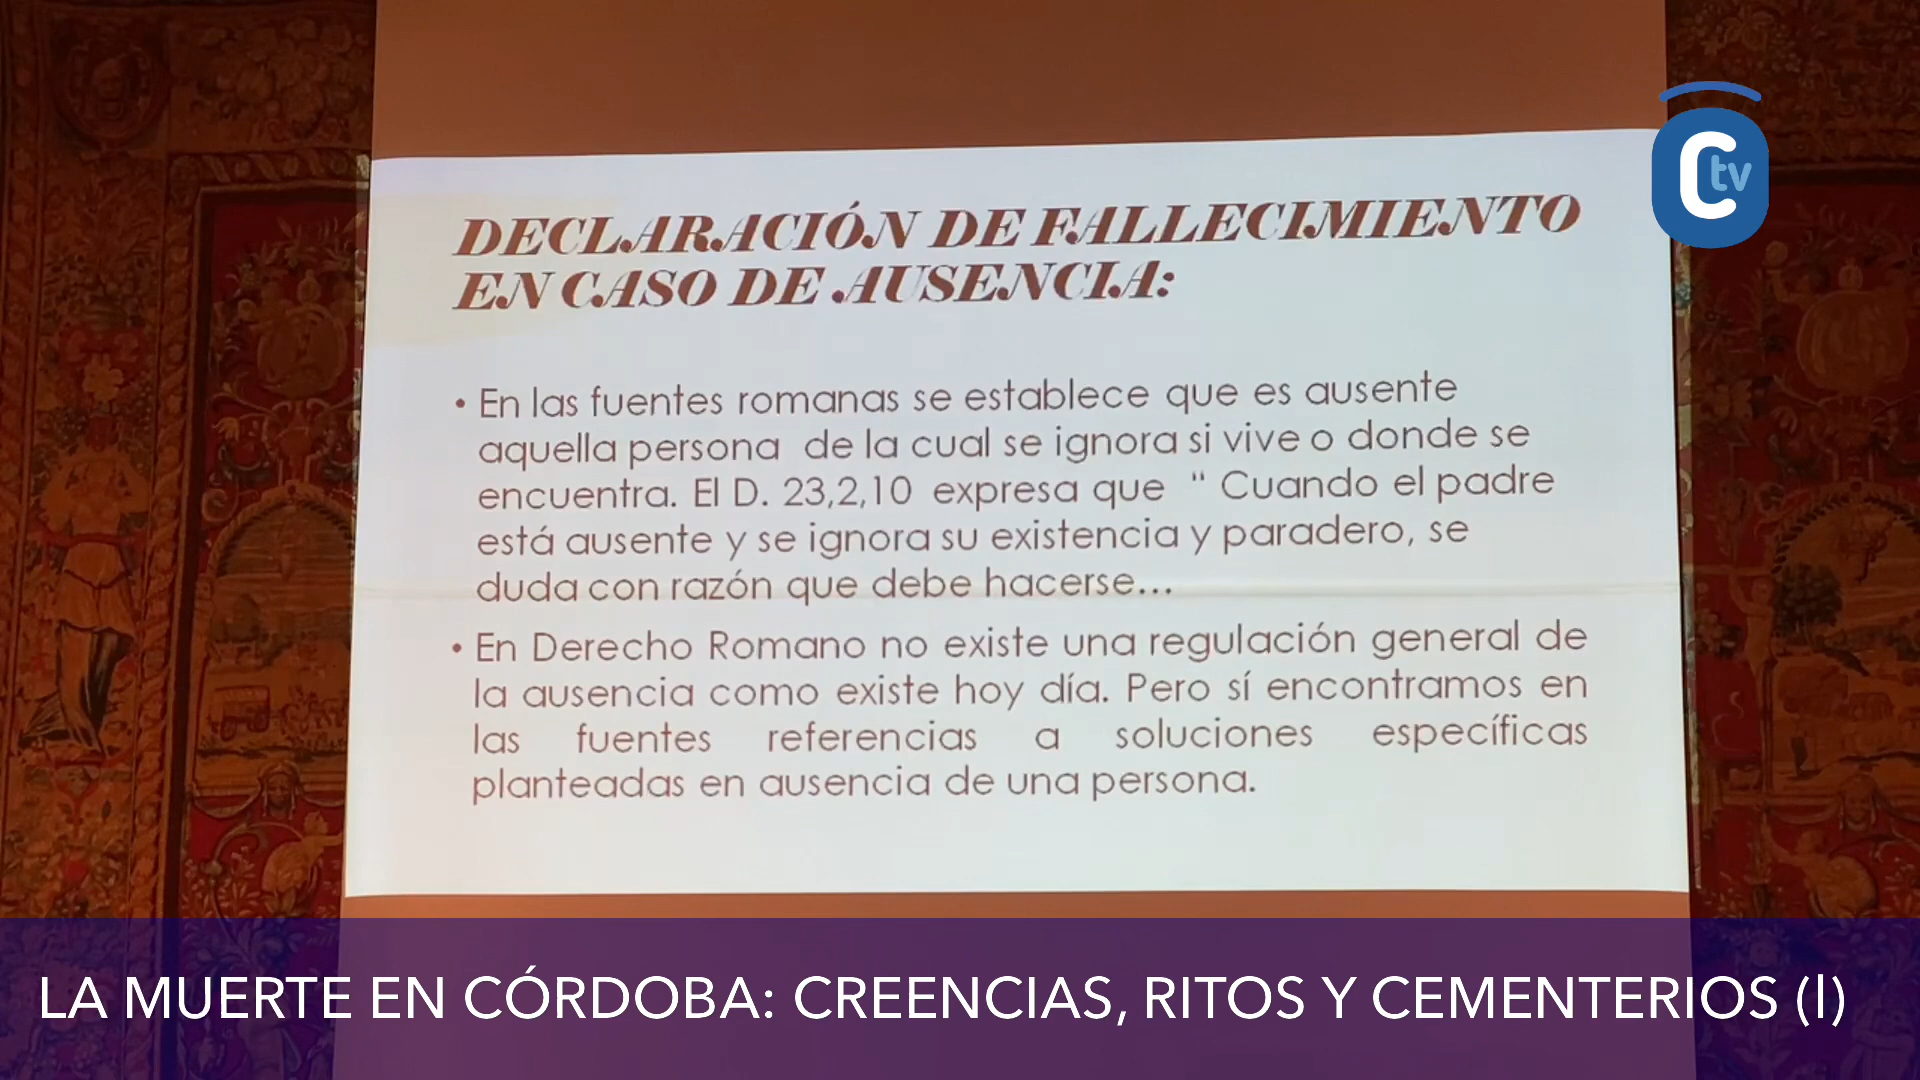 C tv
DECLARACIÓN DE FALLECIMIENTO
EN CASO DE AUSENCIA:
• En las fuentes romanas se establece que es ausente
aquella persona de la cual se ignora si vive o donde se
encuentra. El D. 23,2,10 expresa que " Cuando el padre
está ausente y se ignora su existencia y paradero, se
duda con razón que debe hacerse...
• En Derecho Romano no existe una regulación general de
la ausencia como existe hoy día. Pero sí encontramos en
las fuentes referencias a soluciones específicas
planteadas en ausencia de una persona.
LA MUERTE EN CÓRDOBA: CREENCIAS, RITOS Y CEMENTERIOS (I)